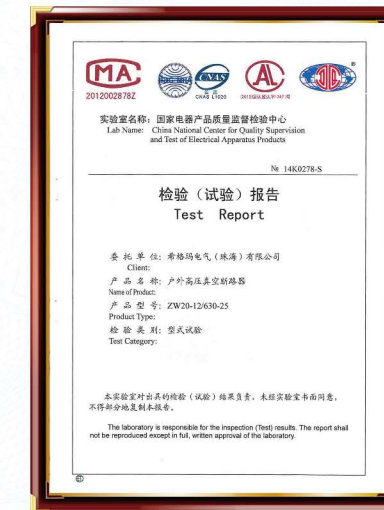 MA
2012002878Z
ilac-MRA
CNAS
CNAS L1020
AL
实验室名称：国家电器产品质量监督检验中心
Lab Name: China National Center for Quality Supervision
and Test of Electrical Apparatus Products
№ 14K0278-S
检验（试验）报告
Test Report
委托单位：希格玛电气（珠海）有限公司
Client:
产品名称：户外高压真空断路器
Name of Product:
产品型号：ZW20-12/630-25
Product Type:
检验类别：型式试验
Test Category:
本实验室对出具的检验（试验）结果负责。未经实验室书面同意，
不得部分地复制本报告。
The laboratory is responsible for the inspection (Test) results. The report shall
not be reproduced except in full, written approval of the laboratory.